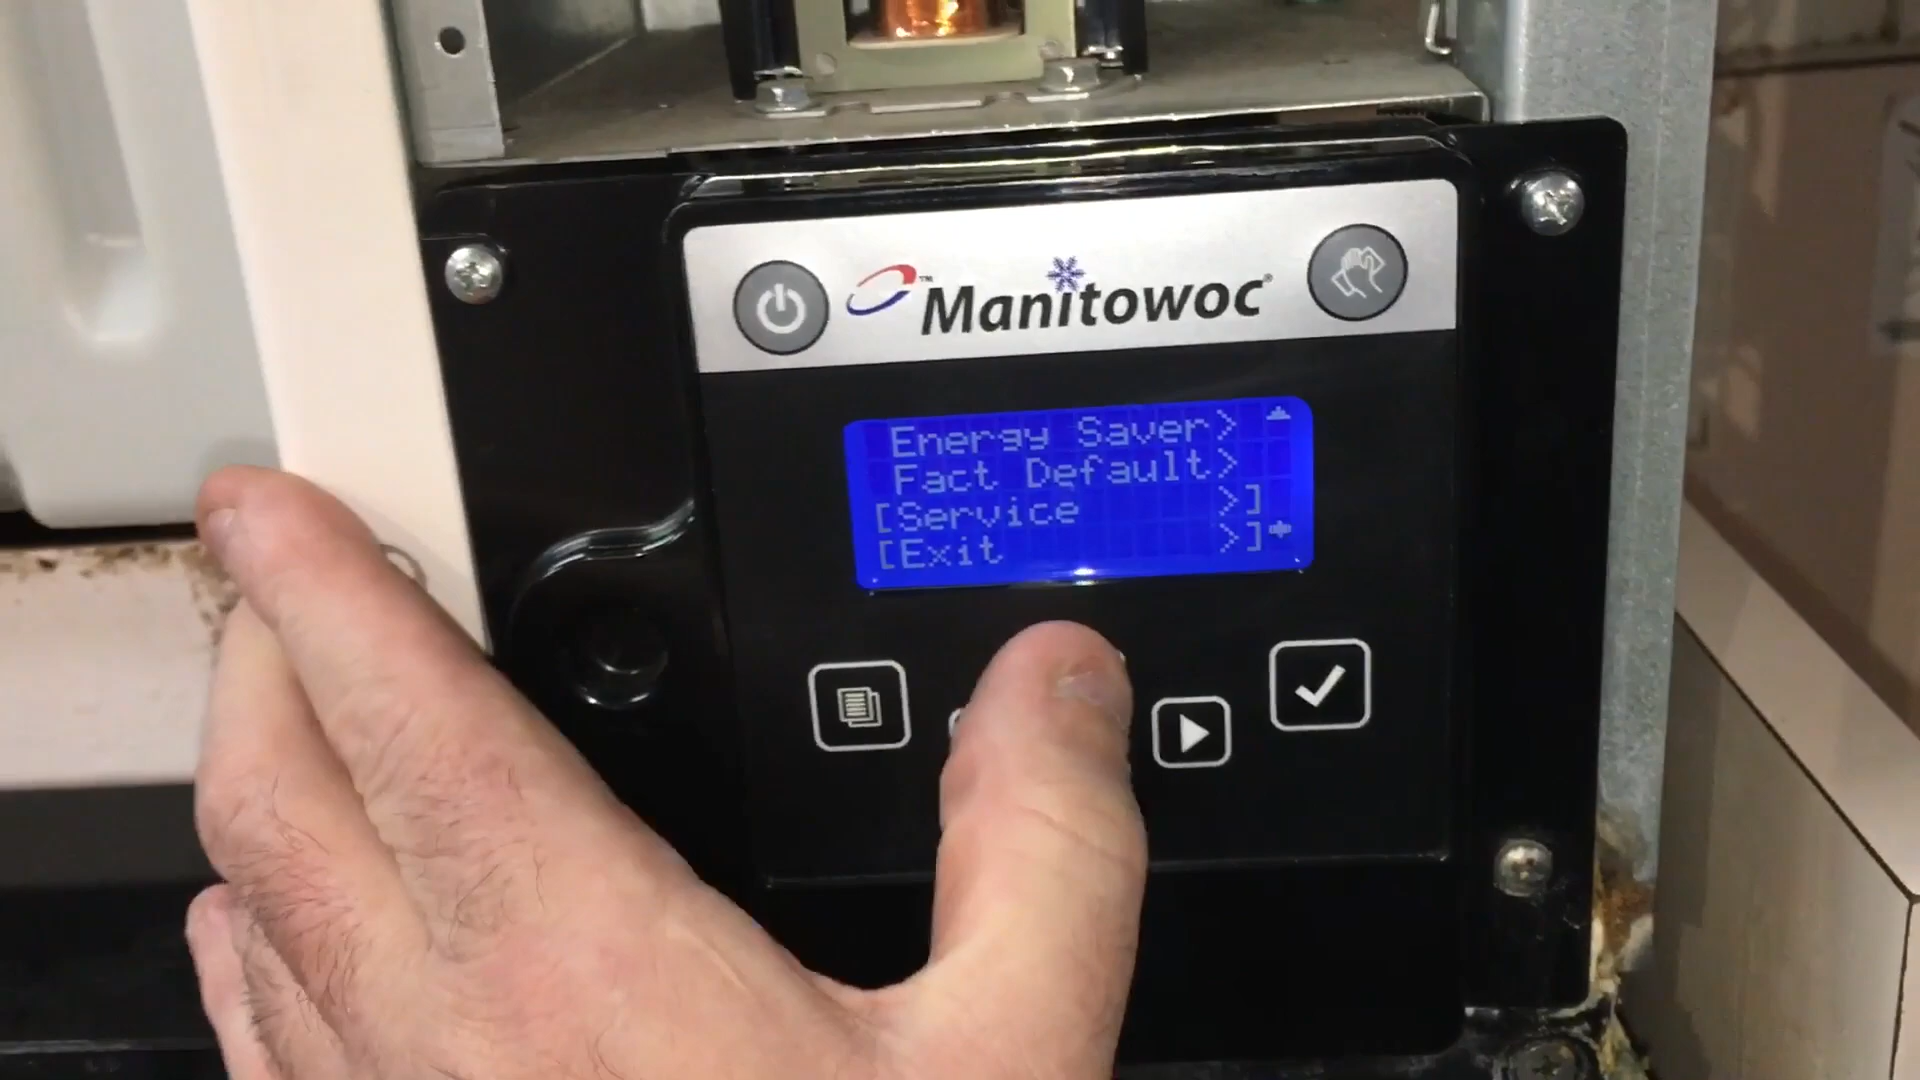 Manitowoc®
Energy Saver>
Fact Default>
[Service >]
[Exit >]